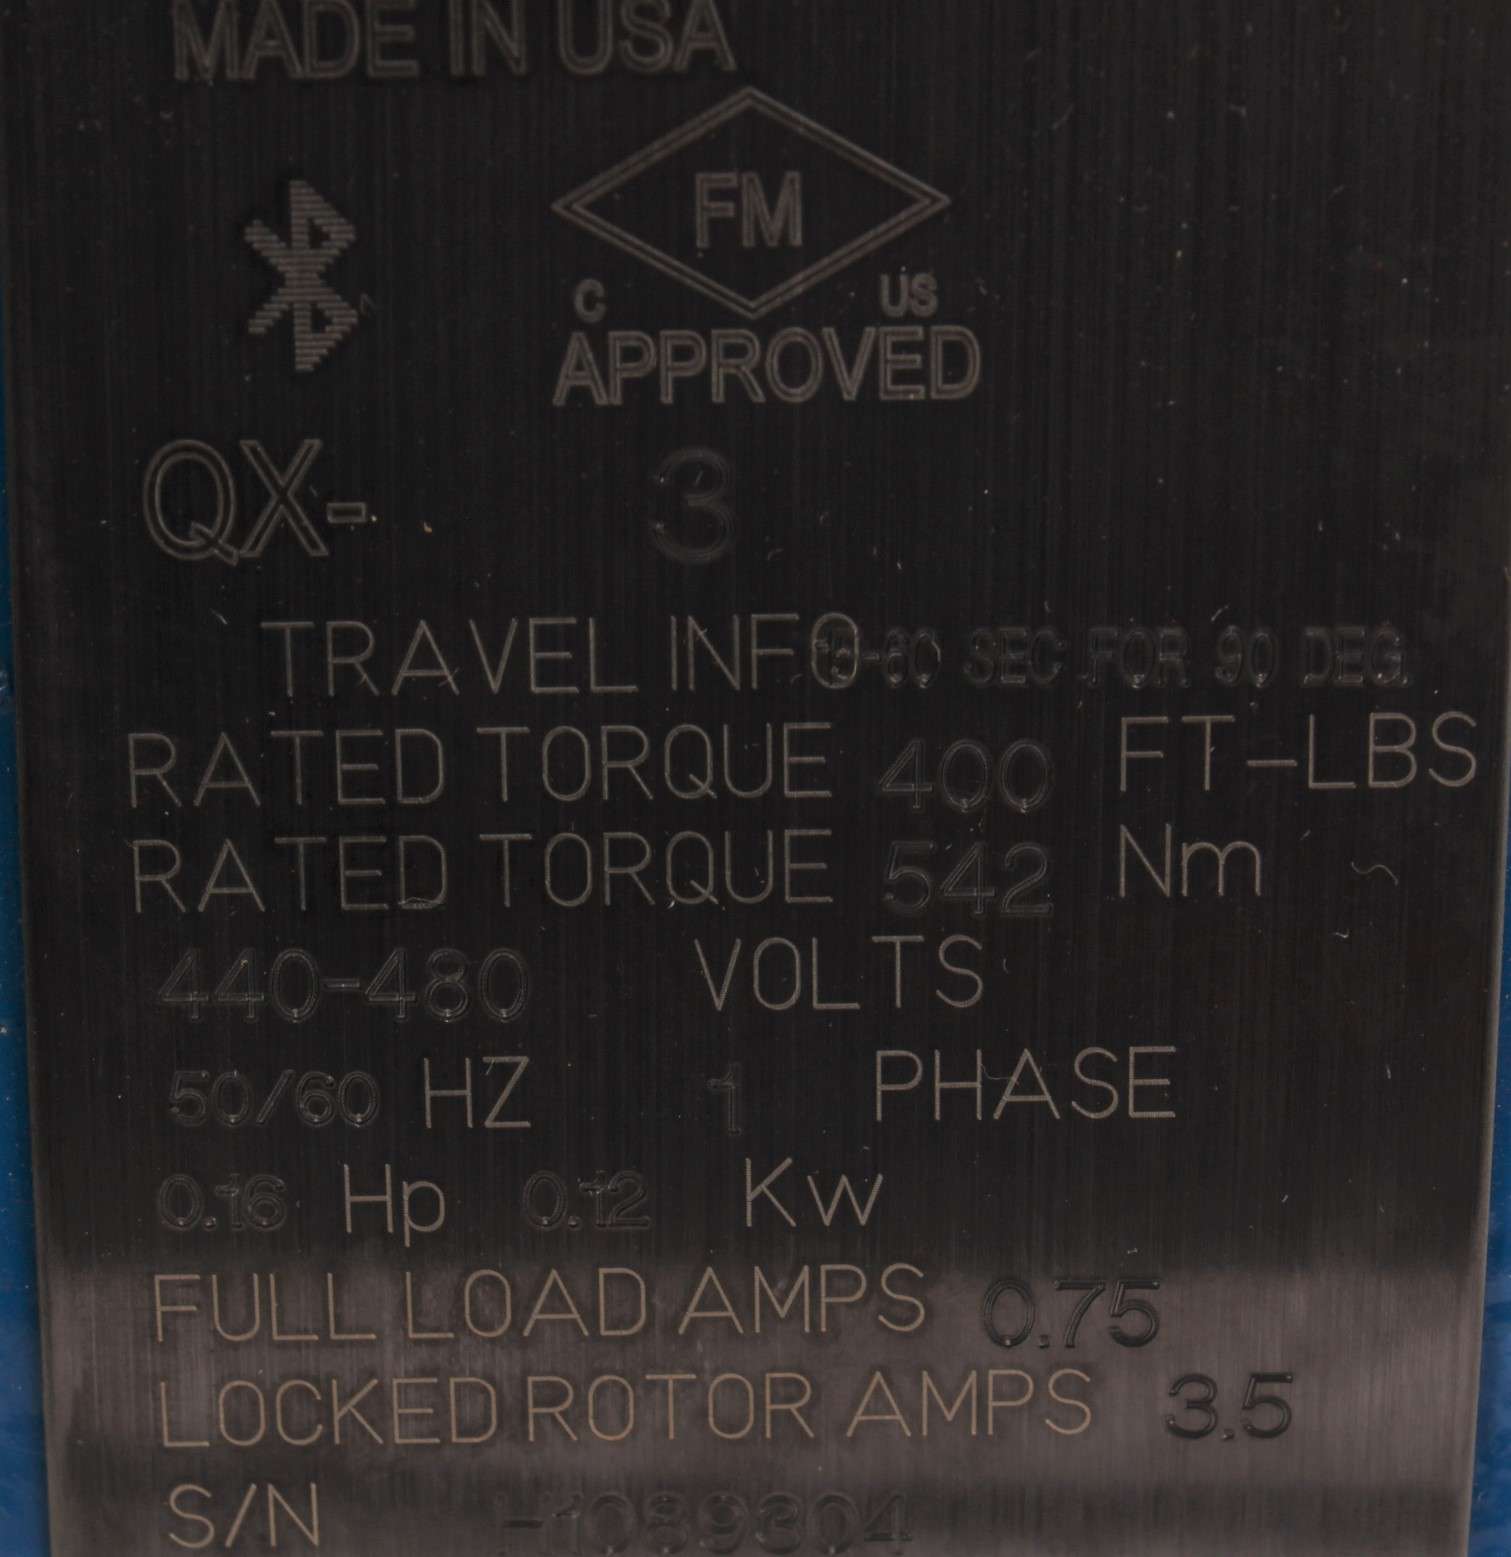 MADE IN USA
FM
C US
APPROVED
QX- 3
TRAVEL INFO 15-60 SEC FOR 90 DEG.
RATED TORQUE 400 FT-LBS
RATED TORQUE 542 Nm
440-480 VOLTS
50/60 HZ 1 PHASE
0.16 Hp 0.12 Kw
FULL LOAD AMPS 0.75
LOCKED ROTOR AMPS 3.5
S/N -1089304